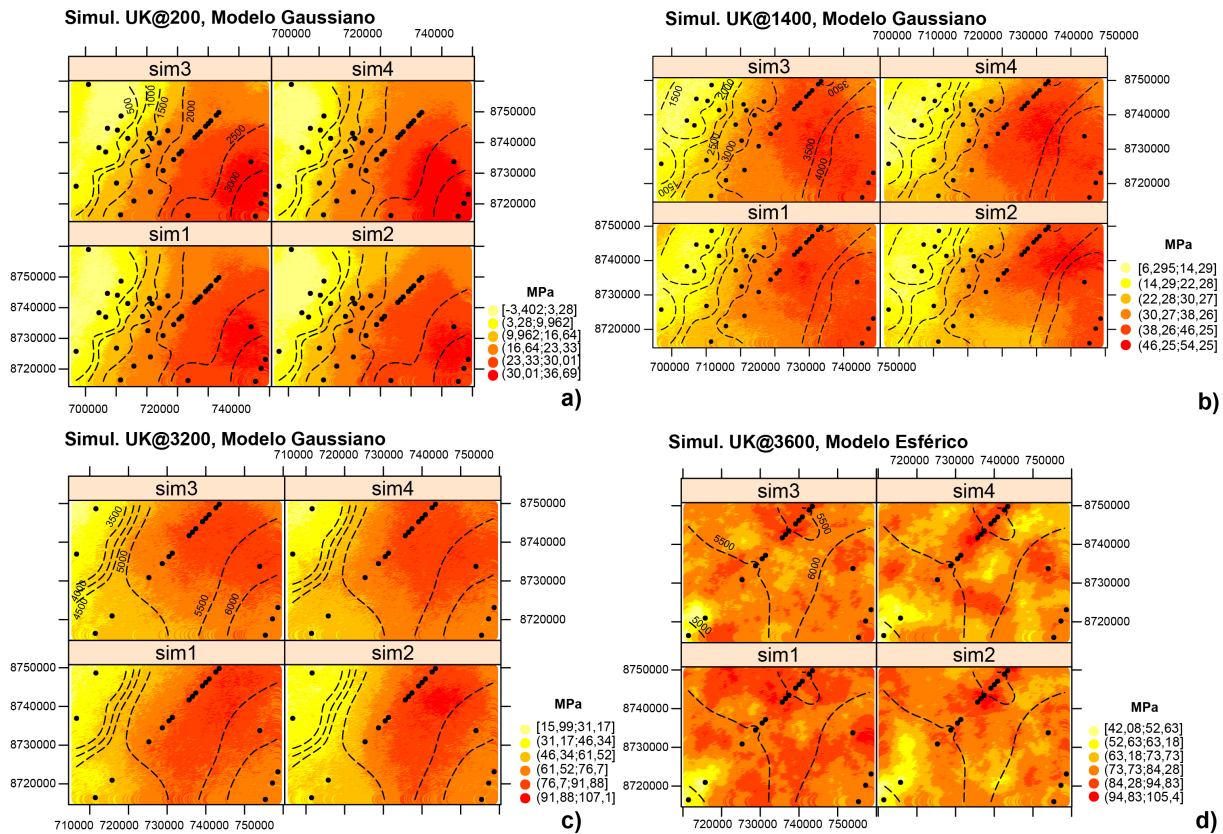 Simul. UK@200, Modelo Gaussiano
700000 740000
sim3 sim4
500 1000 1500 2000 2500 3000
8750000
8740000
8730000
8720000
sim1 sim2
8750000
8740000
8730000
8720000
700000 720000 740000
MPa
[-3,402;3,28]
(3,28;9,962]
(9,962;16,64]
(16,64;23,33]
(23,33;30,01]
(30,01;36,69]
a)
Simul. UK@1400, Modelo Gaussiano
700000 710000 720000 730000 740000 750000
sim3 sim4
1500 2000 3500 2500 3000 3500 4000 1500
8750000
8740000
8730000
8720000
sim1 sim2
8750000
8730000
8720000
700000 710000 720000 730000 740000 750000
MPa
[6,295;14,29]
(14,29;22,28]
(22,28;30,27]
(30,27;38,26]
(38,26;46,25]
(46,25;54,25]
b)
Simul. UK@3200, Modelo Gaussiano
710000 720000 730000 740000 750000
sim3 sim4
3500 5000 4000 4500 5500 6000
8750000
8740000
8730000
8720000
sim1 sim2
8750000
8740000
8730000
8720000
710000 720000 730000 740000 750000
MPa
[15,99;31,17]
(31,17;46,34]
(46,34;61,52]
(61,52;76,7]
(76,7;91,88]
(91,88;107,1]
c)
Simul. UK@3600, Modelo Esférico
720000 730000 740000 750000
sim3 sim4
5500 5500 6000 5000
8750000
8740000
8730000
8720000
sim1 sim2
8750000
8740000
8730000
8720000
720000 730000 740000 750000
MPa
[42,08;52,63]
(52,63;63,18]
(63,18;73,73]
(73,73;84,28]
(84,28;94,83]
(94,83;105,4]
d)